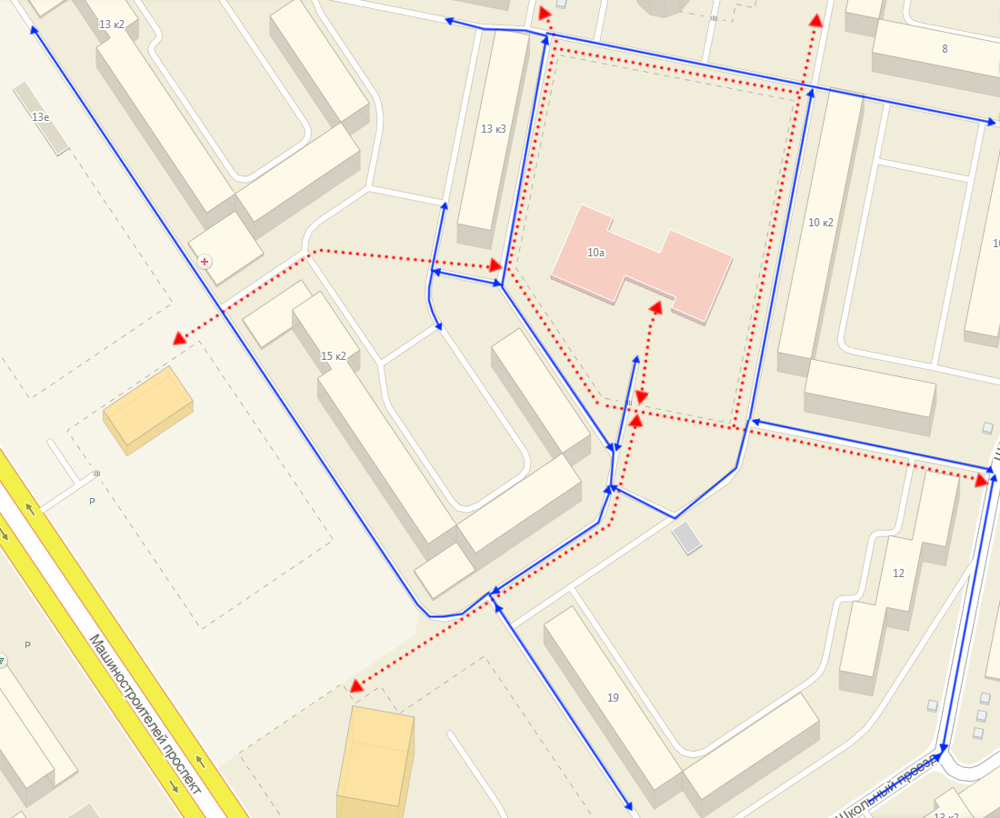 13 к2
8
13е
13 к3
10а
10 к2
10
15 к2
P
12
P
19
Машиностроителей проспект
Школьный проезд
13 к2